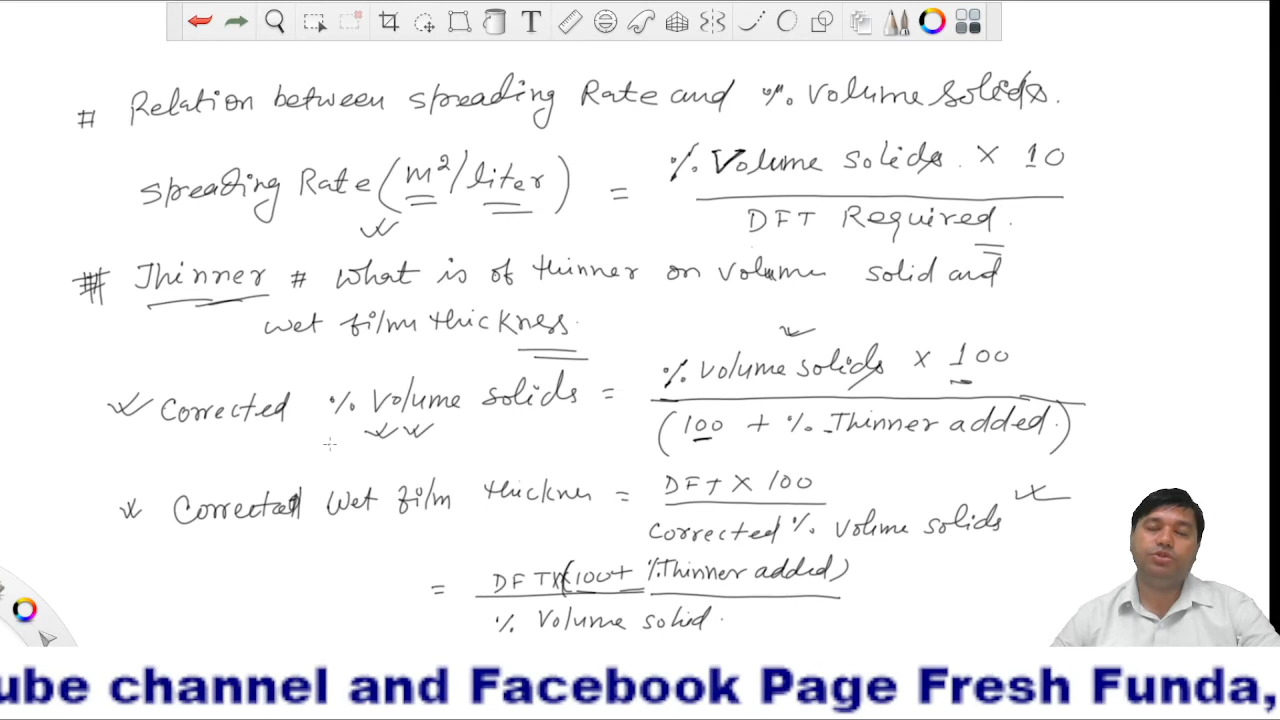 # Relation between spreading Rate and % Volume solids.
spreading Rate (m²/liter) = % Volume solids. X 10
DFT Required.
# Thinner # What is of thinner on volume solid and
wet film thickness.
Corrected % Volume solids = % volume solids x 100
(100 + % Thinner added.)
Corrected wet film thickner = DFT X 100
corrected % volume solids
= DFTX(100+ % Thinner added)
% Volume solid.
ube channel and Facebook Page Fresh Funda,